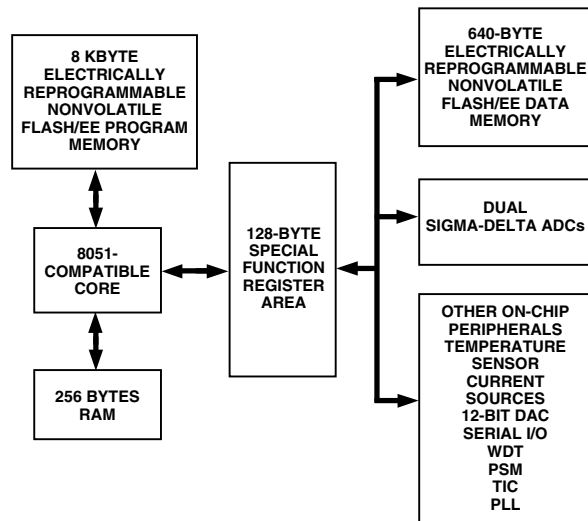 8 KBYTE
ELECTRICALLY
REPROGRAMMABLE
NONVOLATILE
FLASH/EE PROGRAM
MEMORY
8051-
COMPATIBLE
CORE
256 BYTES
RAM
128-BYTE
SPECIAL
FUNCTION
REGISTER
AREA
640-BYTE
ELECTRICALLY
REPROGRAMMABLE
NONVOLATILE
FLASH/EE DATA
MEMORY
DUAL
SIGMA-DELTA ADCs
OTHER ON-CHIP
PERIPHERALS
TEMPERATURE
SENSOR
CURRENT
SOURCES
12-BIT DAC
SERIAL I/O
WDT
PSM
TIC
PLL